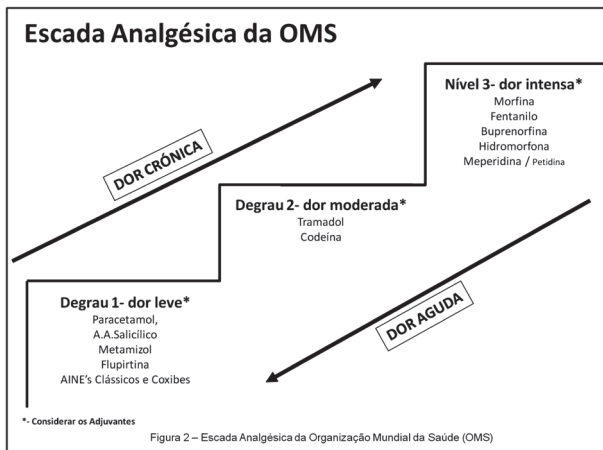 Escada Analgésica da OMS
Nível 3- dor intensa*
Morfina
Fentanilo
Buprenorfina
Hidromorfona
Meperidina / Petidina
DOR CRÓNICA
Degrau 2- dor moderada*
Tramadol
Codeína
Degrau 1- dor leve*
Paracetamol,
A.A.Salicílico
Metamizol
Flupirtina
AINE's Clássicos e Coxibes
DOR AGUDA
*- Considerar os Adjuvantes
Figura 2 – Escada Analgésica da Organização Mundial da Saúde (OMS)